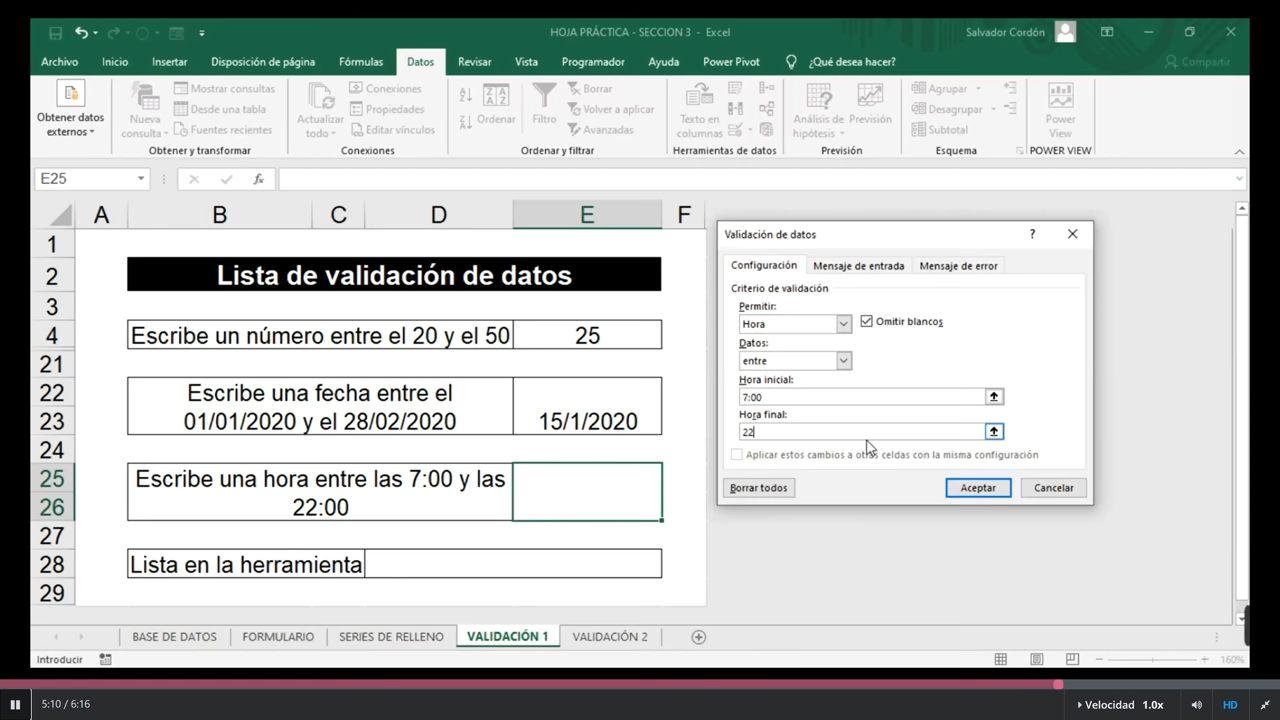 HOJA PRÁCTICA - SECCION 3 - Excel
Salvador Cordón
Archivo Inicio Insertar Disposición de página Fórmulas Datos Revisar Vista Programador Ayuda Power Pivot ¿Qué desea hacer? Compartir
Obtener datos externos
Nueva consulta
Mostrar consultas
Desde una tabla
Fuentes recientes
Obtener y transformar
Actualizar todo
Conexiones
Propiedades
Editar vínculos
Conexiones
Ordenar
Filtro
Borrar
Volver a aplicar
Avanzadas
Ordenar y filtrar
Texto en columnas
Herramientas de datos
Análisis de hipótesis
Previsión
Previsión
Agrupar
Desagrupar
Subtotal
Esquema
Power View
POWER VIEW
E25
fx
A B C D E F
1
2 Lista de validación de datos
3
4 Escribe un número entre el 20 y el 50 25
21
22 Escribe una fecha entre el
23 01/01/2020 y el 28/02/2020 15/1/2020
24
25 Escribe una hora entre las 7:00 y las
26 22:00
27
28 Lista en la herramienta
29
Validación de datos ?
Configuración Mensaje de entrada Mensaje de error
Criterio de validación
Permitir:
Hora Omitir blancos
Datos:
entre
Hora inicial:
7:00
Hora final:
22
Aplicar estos cambios a otras celdas con la misma configuración
Borrar todos Aceptar Cancelar
BASE DE DATOS FORMULARIO SERIES DE RELLENO VALIDACIÓN 1 VALIDACIÓN 2
Introducir 160%
5:10 / 6:16 Velocidad 1.0x HD